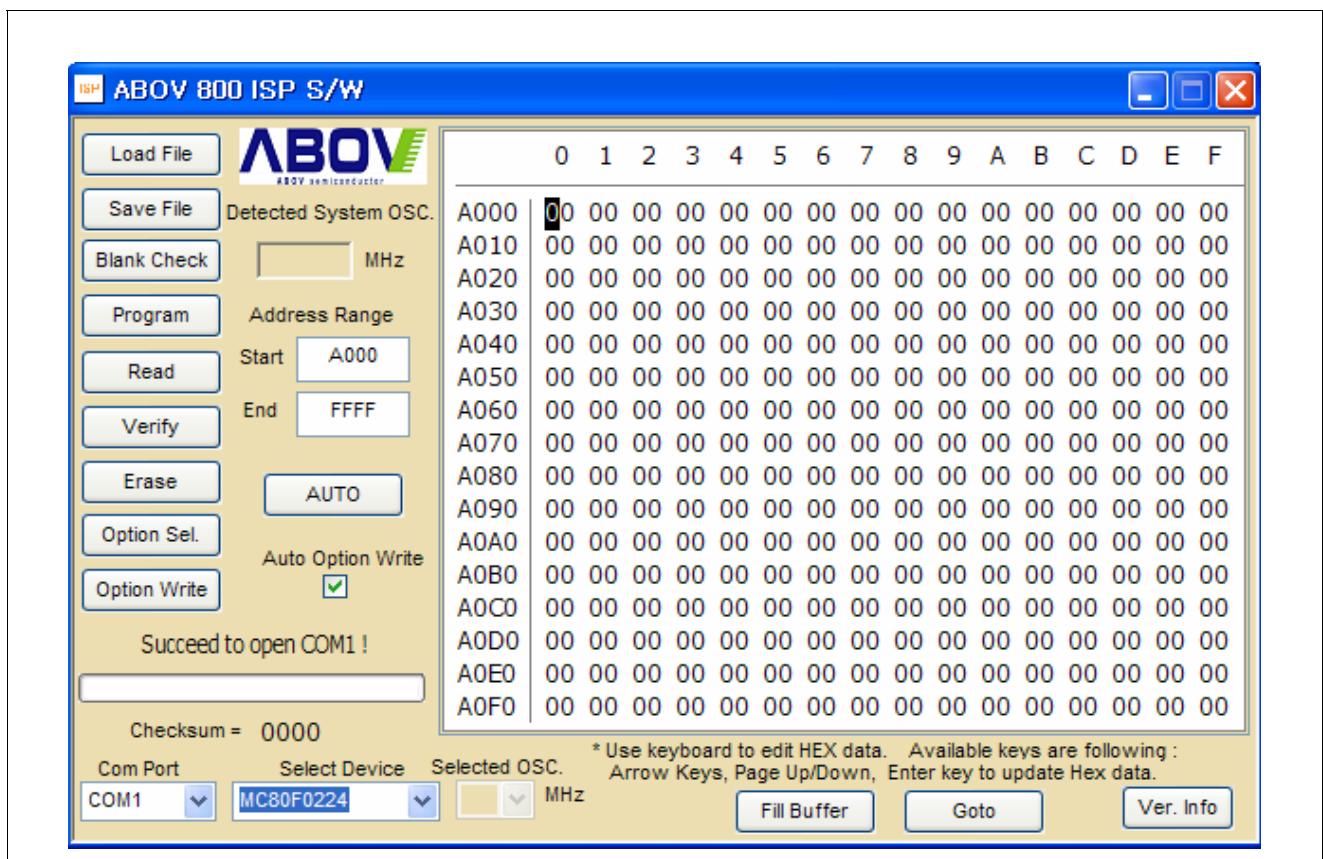 ISP ABOV 800 ISP S/W
Load File
ABOV
ABOV semiconductor
Save File
Detected System OSC.
Blank Check
MHz
Program
Address Range
Start A000
Read
End FFFF
Verify
Erase
AUTO
Option Sel.
Auto Option Write
Option Write
Succeed to open COM1 !
Checksum = 0000
Com Port Select Device Selected OSC.
COM1 MC80F0224 MHz
0 1 2 3 4 5 6 7 8 9 A B C D E F
A000 00 00 00 00 00 00 00 00 00 00 00 00 00 00 00 00
A010 00 00 00 00 00 00 00 00 00 00 00 00 00 00 00 00
A020 00 00 00 00 00 00 00 00 00 00 00 00 00 00 00 00
A030 00 00 00 00 00 00 00 00 00 00 00 00 00 00 00 00
A040 00 00 00 00 00 00 00 00 00 00 00 00 00 00 00 00
A050 00 00 00 00 00 00 00 00 00 00 00 00 00 00 00 00
A060 00 00 00 00 00 00 00 00 00 00 00 00 00 00 00 00
A070 00 00 00 00 00 00 00 00 00 00 00 00 00 00 00 00
A080 00 00 00 00 00 00 00 00 00 00 00 00 00 00 00 00
A090 00 00 00 00 00 00 00 00 00 00 00 00 00 00 00 00
A0A0 00 00 00 00 00 00 00 00 00 00 00 00 00 00 00 00
A0B0 00 00 00 00 00 00 00 00 00 00 00 00 00 00 00 00
A0C0 00 00 00 00 00 00 00 00 00 00 00 00 00 00 00 00
A0D0 00 00 00 00 00 00 00 00 00 00 00 00 00 00 00 00
A0E0 00 00 00 00 00 00 00 00 00 00 00 00 00 00 00 00
A0F0 00 00 00 00 00 00 00 00 00 00 00 00 00 00 00 00
* Use keyboard to edit HEX data. Available keys are following :
Arrow Keys, Page Up/Down, Enter key to update Hex data.
Fill Buffer Goto Ver. Info